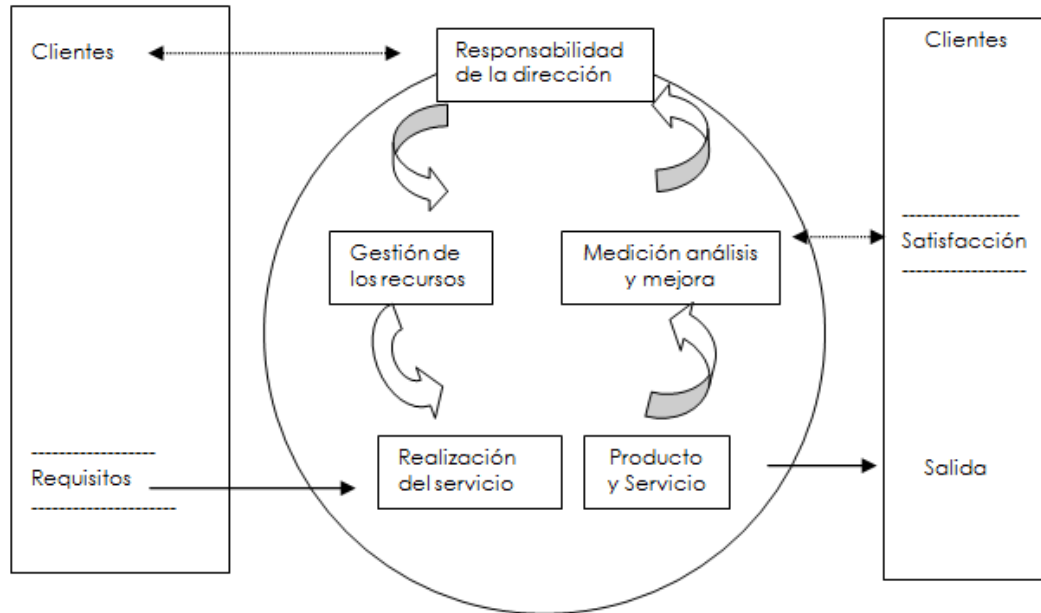 Clientes
Responsabilidad
de la dirección
Clientes
Gestión de
los recursos
Medición análisis
y mejora
Satisfacción
Requisitos
Realización
del servicio
Producto
y Servicio
Salida